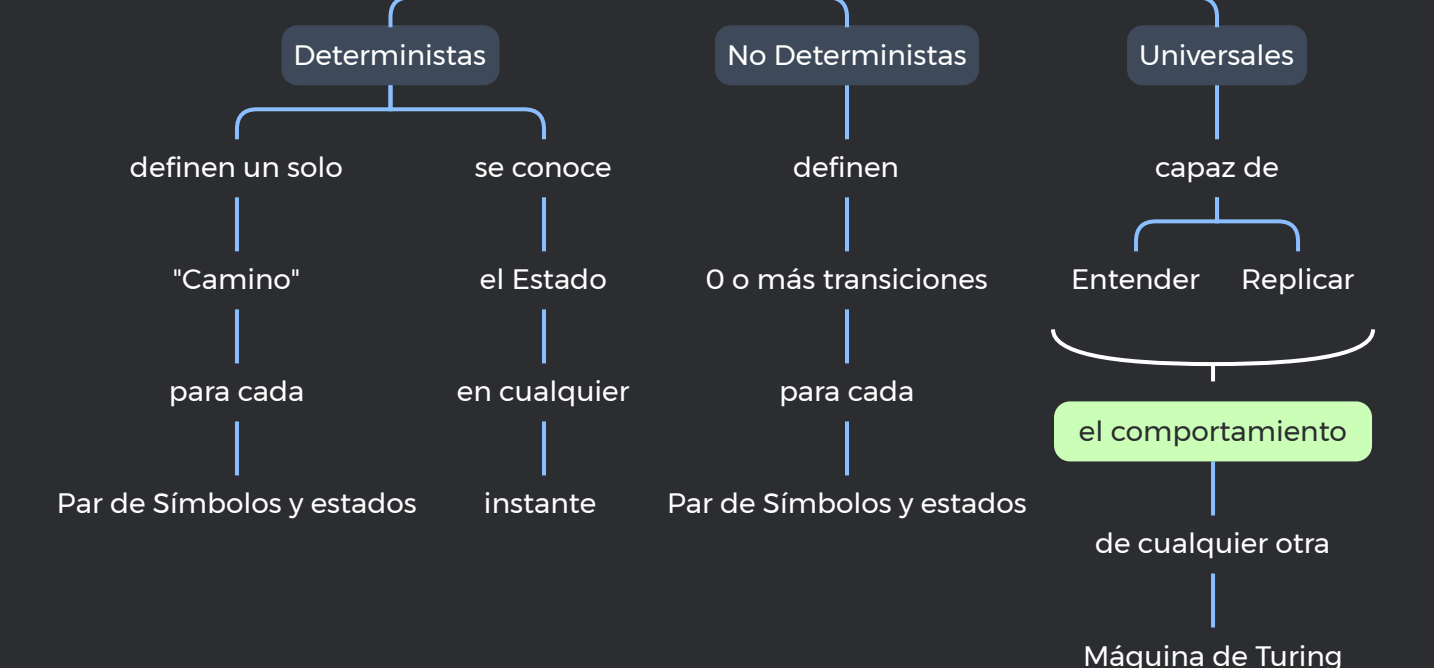 Deterministas
No Deterministas
Universales
definen un solo
se conoce
definen
capaz de
"Camino"
el Estado
0 o más transiciones
Entender
Replicar
para cada
en cualquier
para cada
el comportamiento
Par de Símbolos y estados
instante
Par de Símbolos y estados
de cualquier otra
Máquina de Turing